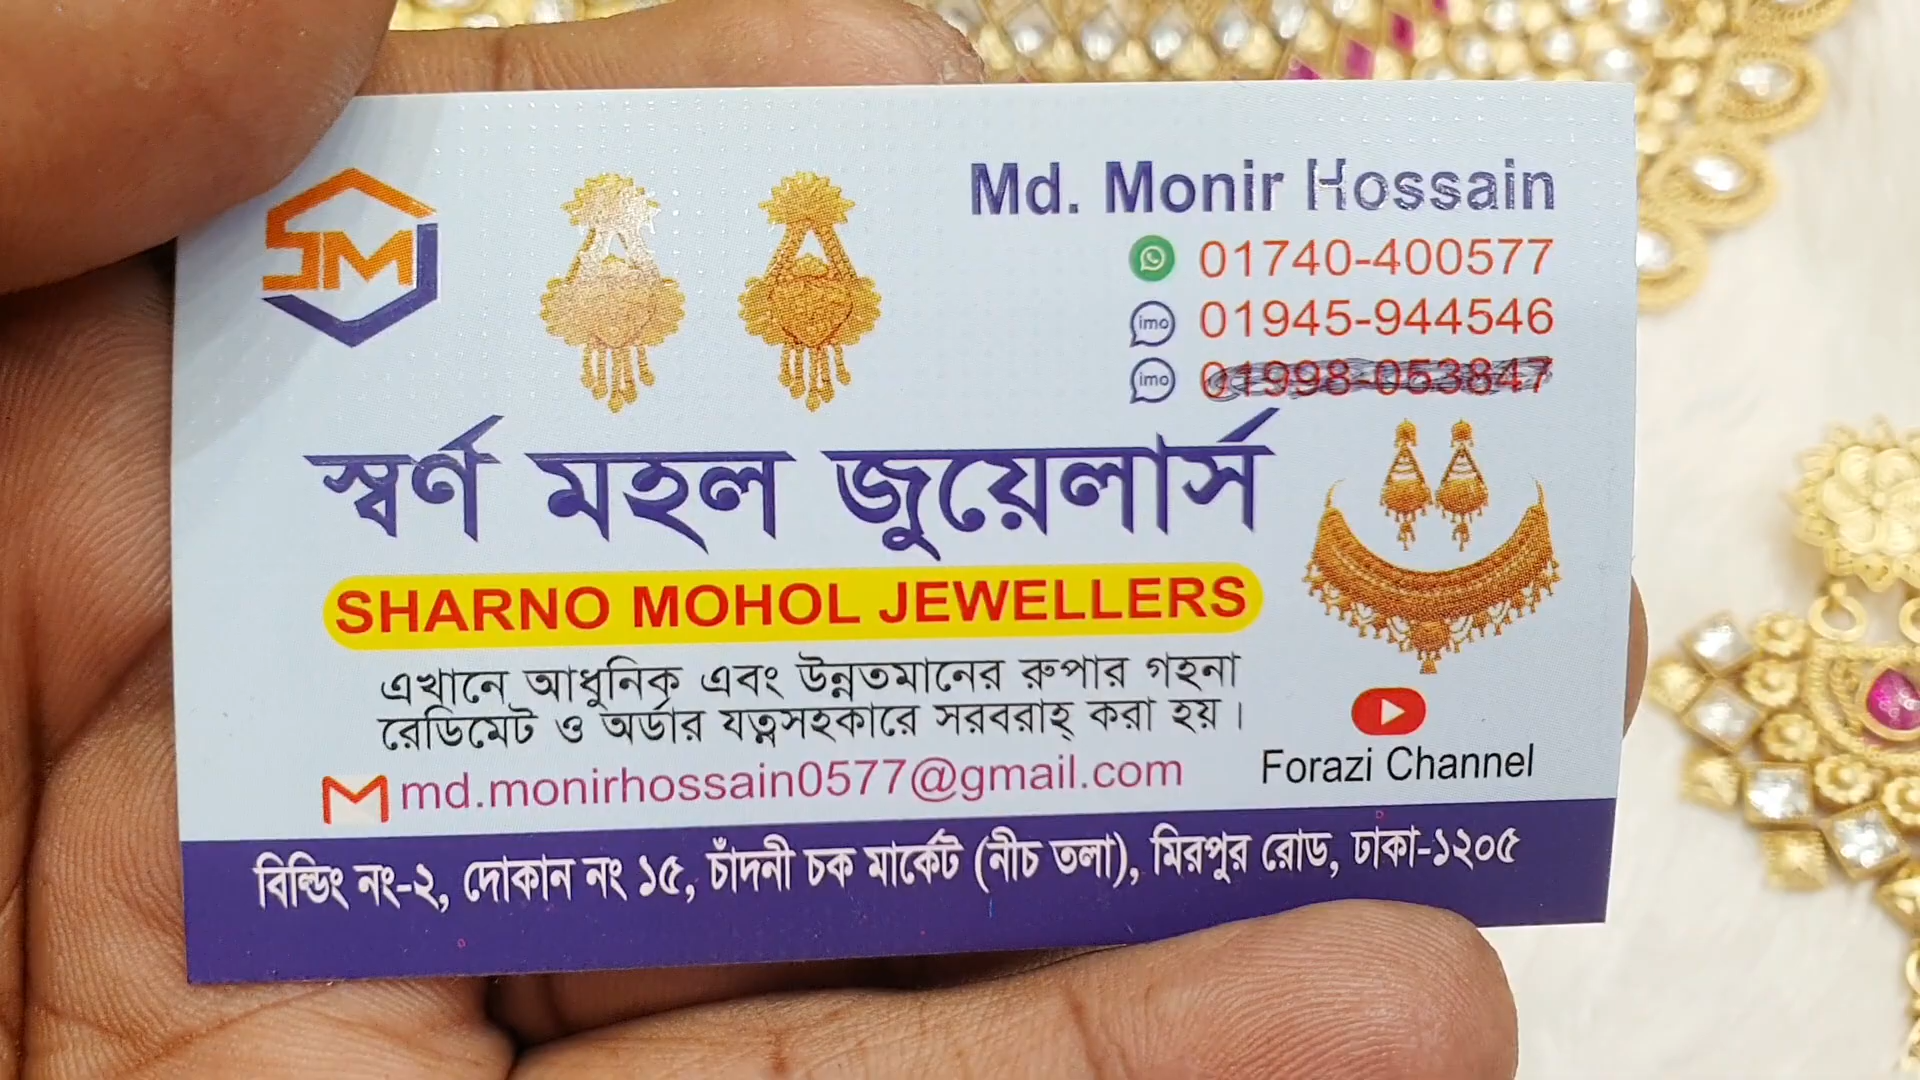 SM
Md. Monir Hossain
01740-400577
imo 01945-944546
imo 01998-053847
স্বর্ণ মহল জুয়েলার্স
SHARNO MOHOL JEWELLERS
এখানে আধুনিক এবং উন্নতমানের রুপার গহনা
রেডিমেট ও অর্ডার যত্নসহকারে সরবরাহ্ করা হয়।
md.monirhossain0577@gmail.com
Forazi Channel
বিল্ডিং নং-২, দোকান নং ১৫, চাঁদনী চক মার্কেট (নীচ তলা), মিরপুর রোড, ঢাকা-১২০৫